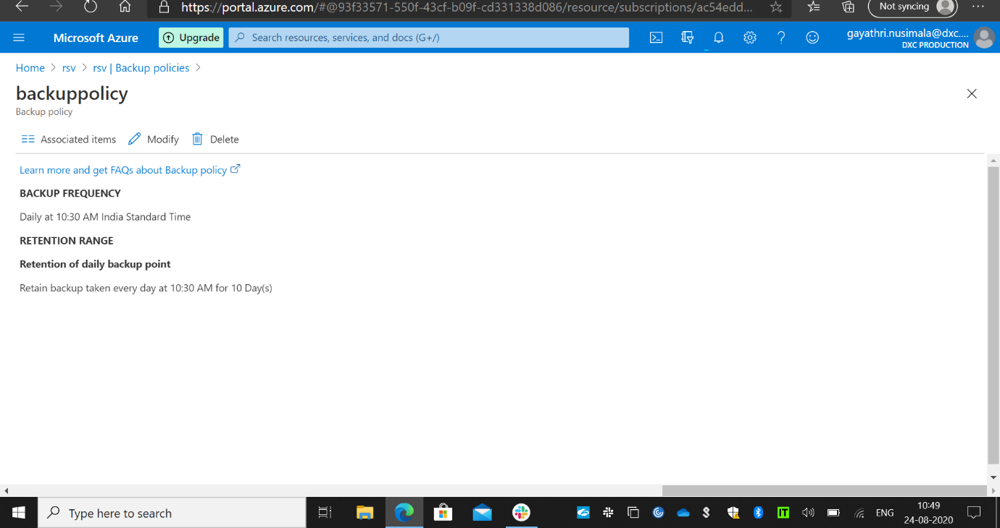 https://portal.azure.com/#@93f33571-550f-43cf-b09f-cd331338d086/resource/subscriptions/ac54edd...
Not syncing
Microsoft Azure
Upgrade
Search resources, services, and docs (G+/)
gayathri.nusimala@dxc....
DXC PRODUCTION
Home > rsv > rsv | Backup policies >
backuppolicy
Backup policy
Associated items Modify Delete
Learn more and get FAQs about Backup policy
BACKUP FREQUENCY
Daily at 10:30 AM India Standard Time
RETENTION RANGE
Retention of daily backup point
Retain backup taken every day at 10:30 AM for 10 Day(s)
Type here to search
IT
ENG
10:49
24-08-2020